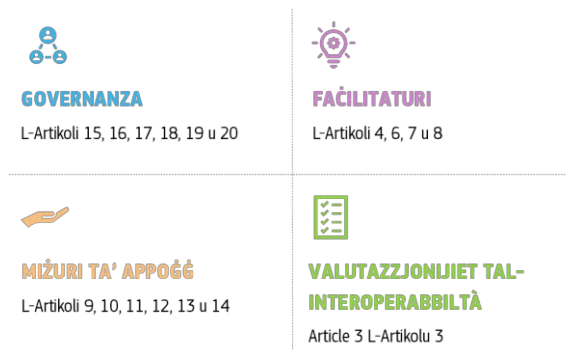 GOVERNANZA
L-Artikoli 15, 16, 17, 18, 19 u 20
FAĊILITATURI
L-Artikoli 4, 6, 7 u 8
MIŻURI TA' APPOĠĠ
L-Artikoli 9, 10, 11, 12, 13 u 14
VALUTAZZJONIJIET TAL-
INTEROPERABBILTÀ
Article 3 L-Artikolu 3